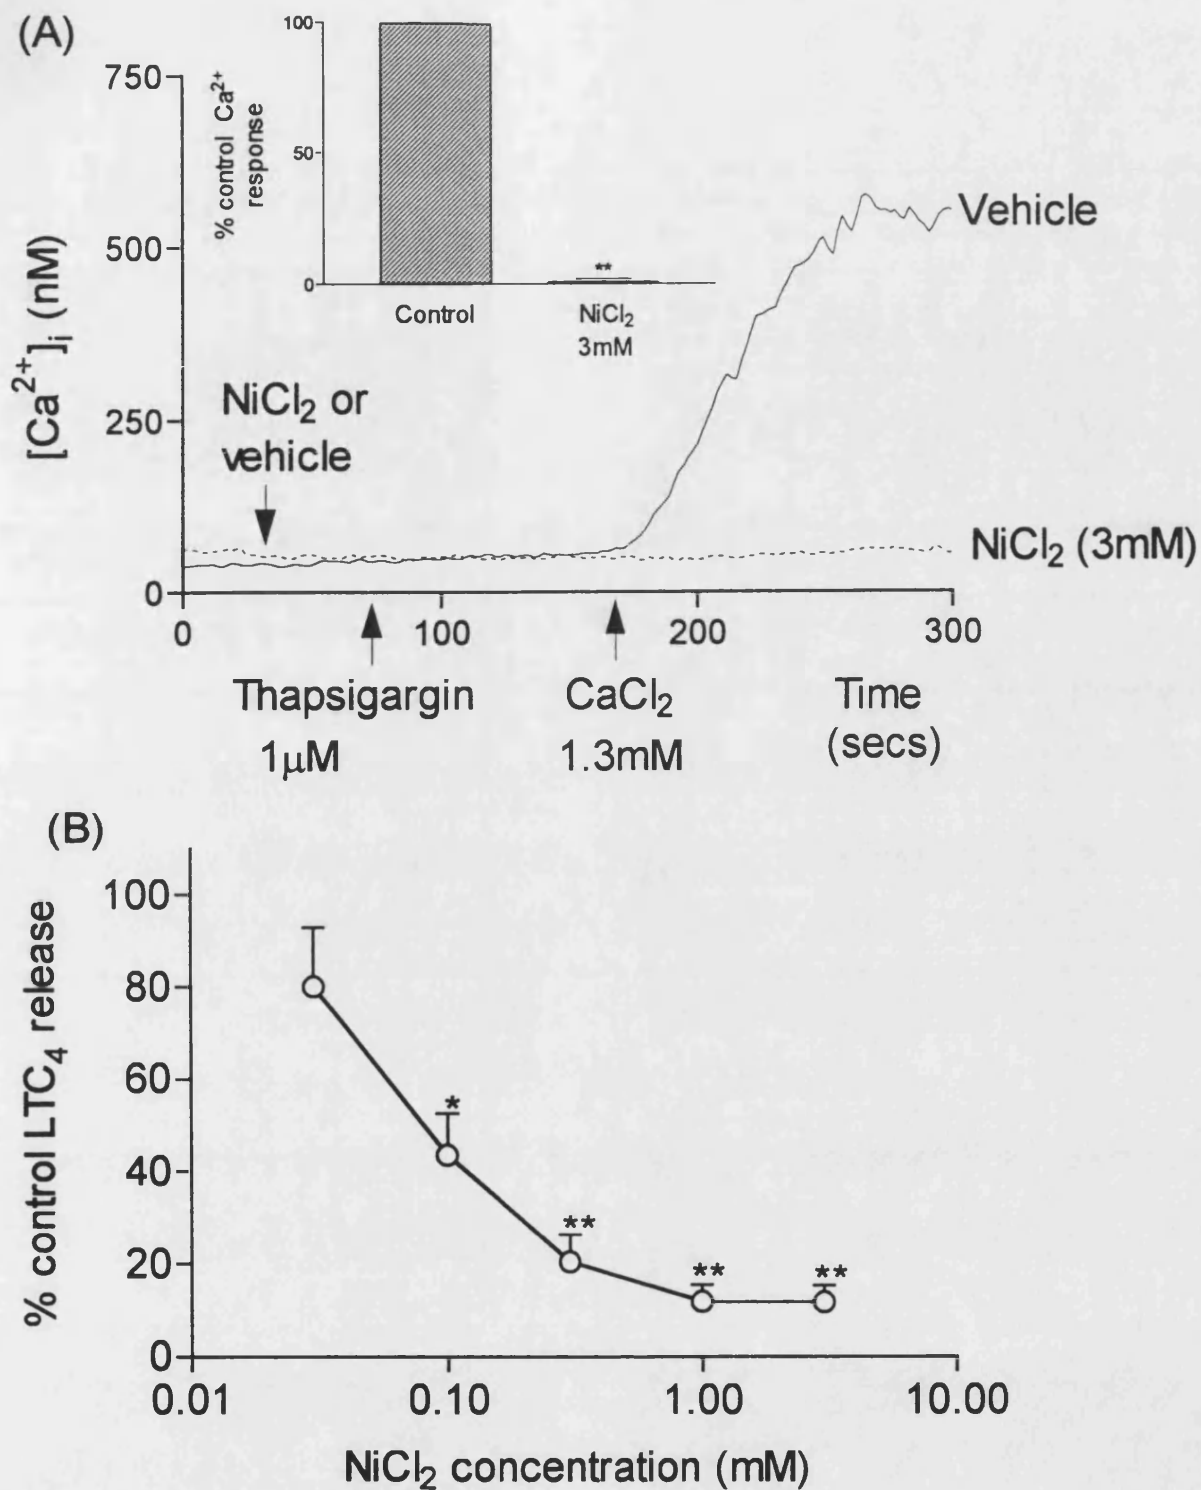 (A)
100
50
0
% control Ca²⁺
response
**
Control
NiCl₂
3mM
750
500
250
0
[Ca²⁺]ᵢ (nM)
Vehicle
NiCl₂ or
vehicle
NiCl₂ (3mM)
0
100
200
300
Thapsigargin
1μM
CaCl₂
1.3mM
Time
(secs)
(B)
100
80
60
40
20
0
% control LTC₄ release
*
**
**
**
0.01
0.10
1.00
10.00
NiCl₂ concentration (mM)